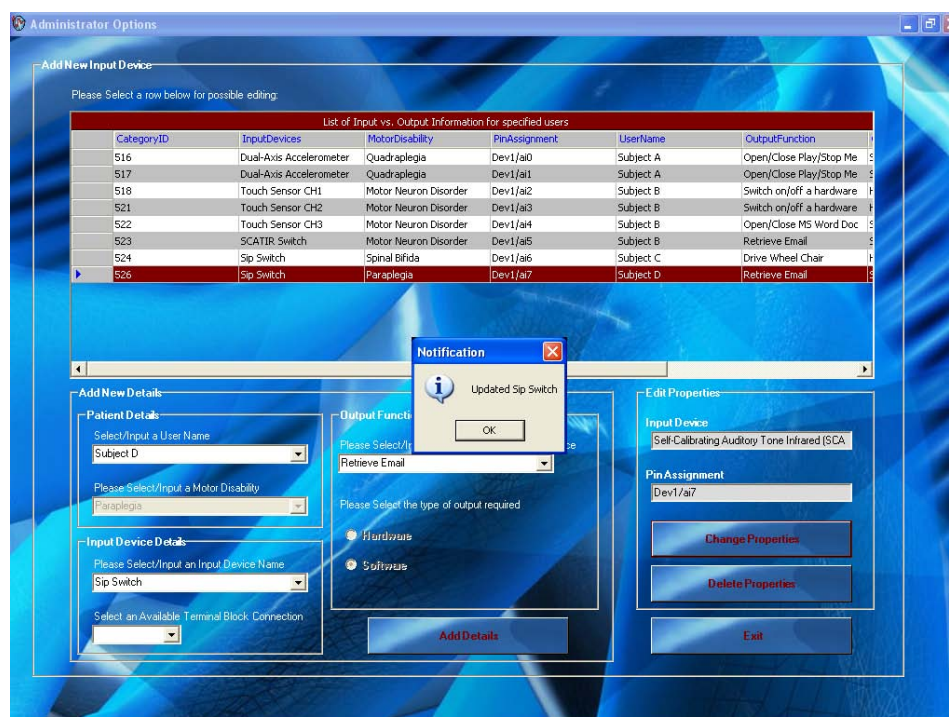 Administrator Options
Add New Input Device
Please Select a row below for possible editing:
List of Input vs. Output Information for specified users
CategoryID InputDevices MotorDisability PinAssignment UserName OutputFunction
516 Dual-Axis Accelerometer Quadraplegia Dev1/ai0 Subject A Open/Close Play/Stop Me
517 Dual-Axis Accelerometer Quadraplegia Dev1/ai1 Subject A Open/Close Play/Stop Me
518 Touch Sensor CH1 Motor Neuron Disorder Dev1/ai2 Subject B Switch on/off a hardware
521 Touch Sensor CH2 Motor Neuron Disorder Dev1/ai3 Subject B Switch on/off a hardware
522 Touch Sensor CH3 Motor Neuron Disorder Dev1/ai4 Subject B Open/Close MS Word Doc
523 SCATIR Switch Motor Neuron Disorder Dev1/ai5 Subject B Retrieve Email
524 Sip Switch Spinal Bifida Dev1/ai6 Subject C Drive Wheel Chair
526 Sip Switch Paraplegia Dev1/ai7 Subject D Retrieve Email
Notification
Updated Sip Switch
OK
Add New Details
Patient Details
Select/Input a User Name
Subject D
Please Select/Input a Motor Disability
Paraplegia
Input Device Details
Please Select/Input an Input Device Name
Sip Switch
Select an Available Terminal Block Connection
Output Functi
Please Select/I
Retrieve Email
Please Select the type of output required
Hardware
Software
Add Details
Edit Properties
Input Device
Self-Calibrating Auditory Tone Infrared (SCA
Pin Assignment
Dev1/ai7
Change Properties
Delete Properties
Exit